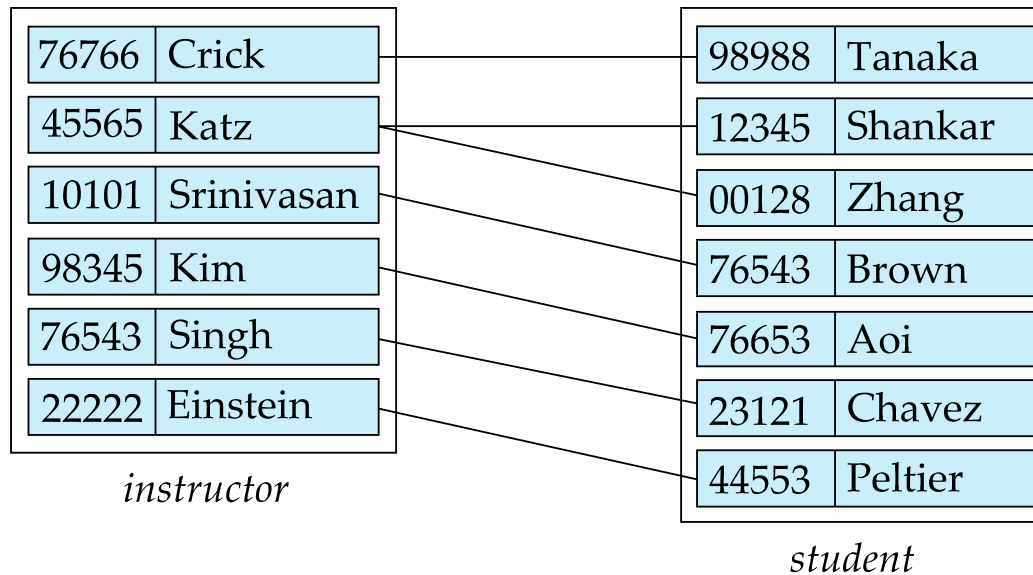 76766 Crick
45565 Katz
10101 Srinivasan
98345 Kim
76543 Singh
22222 Einstein
instructor
98988 Tanaka
12345 Shankar
00128 Zhang
76543 Brown
76653 Aoi
23121 Chavez
44553 Peltier
student